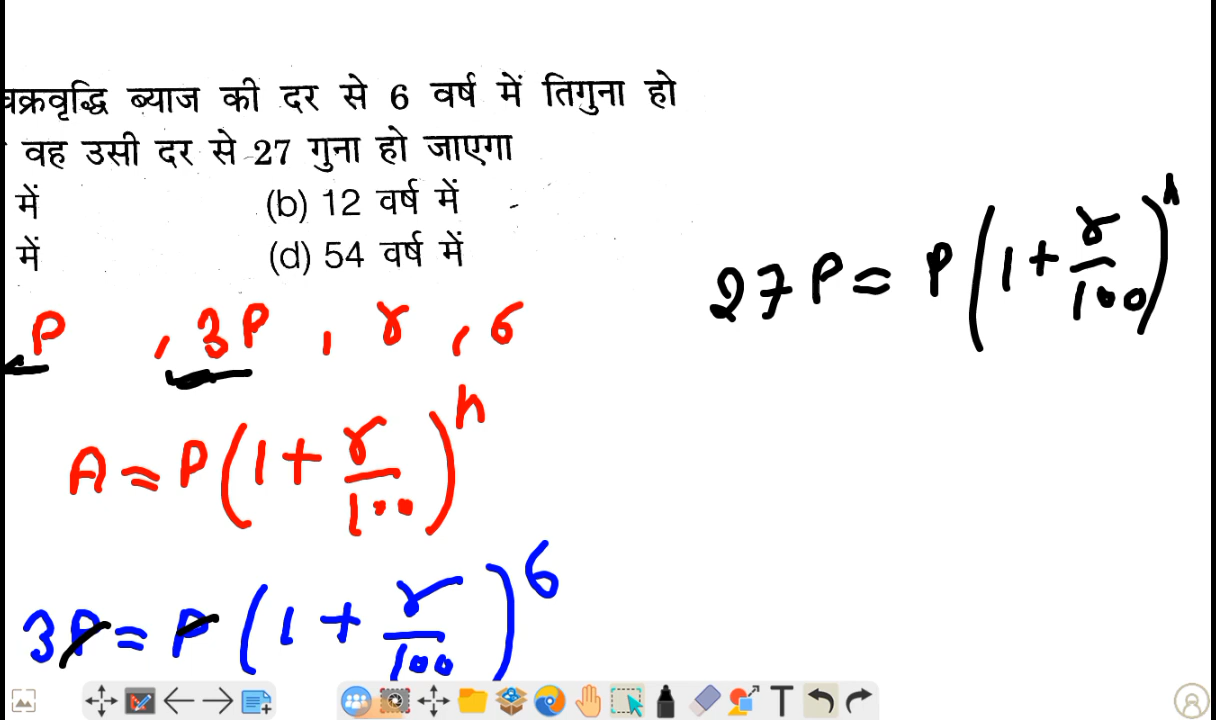 चक्रवृद्धि ब्याज की दर से 6 वर्ष में तिगुना हो
वह उसी दर से 27 गुना हो जाएगा
में (b) 12 वर्ष में
में (d) 54 वर्ष में
P , 3P , r , 6
A = P(1 + r/100)^n
3P = P(1 + r/100)^6
27P = P(1 + r/100)^n
T